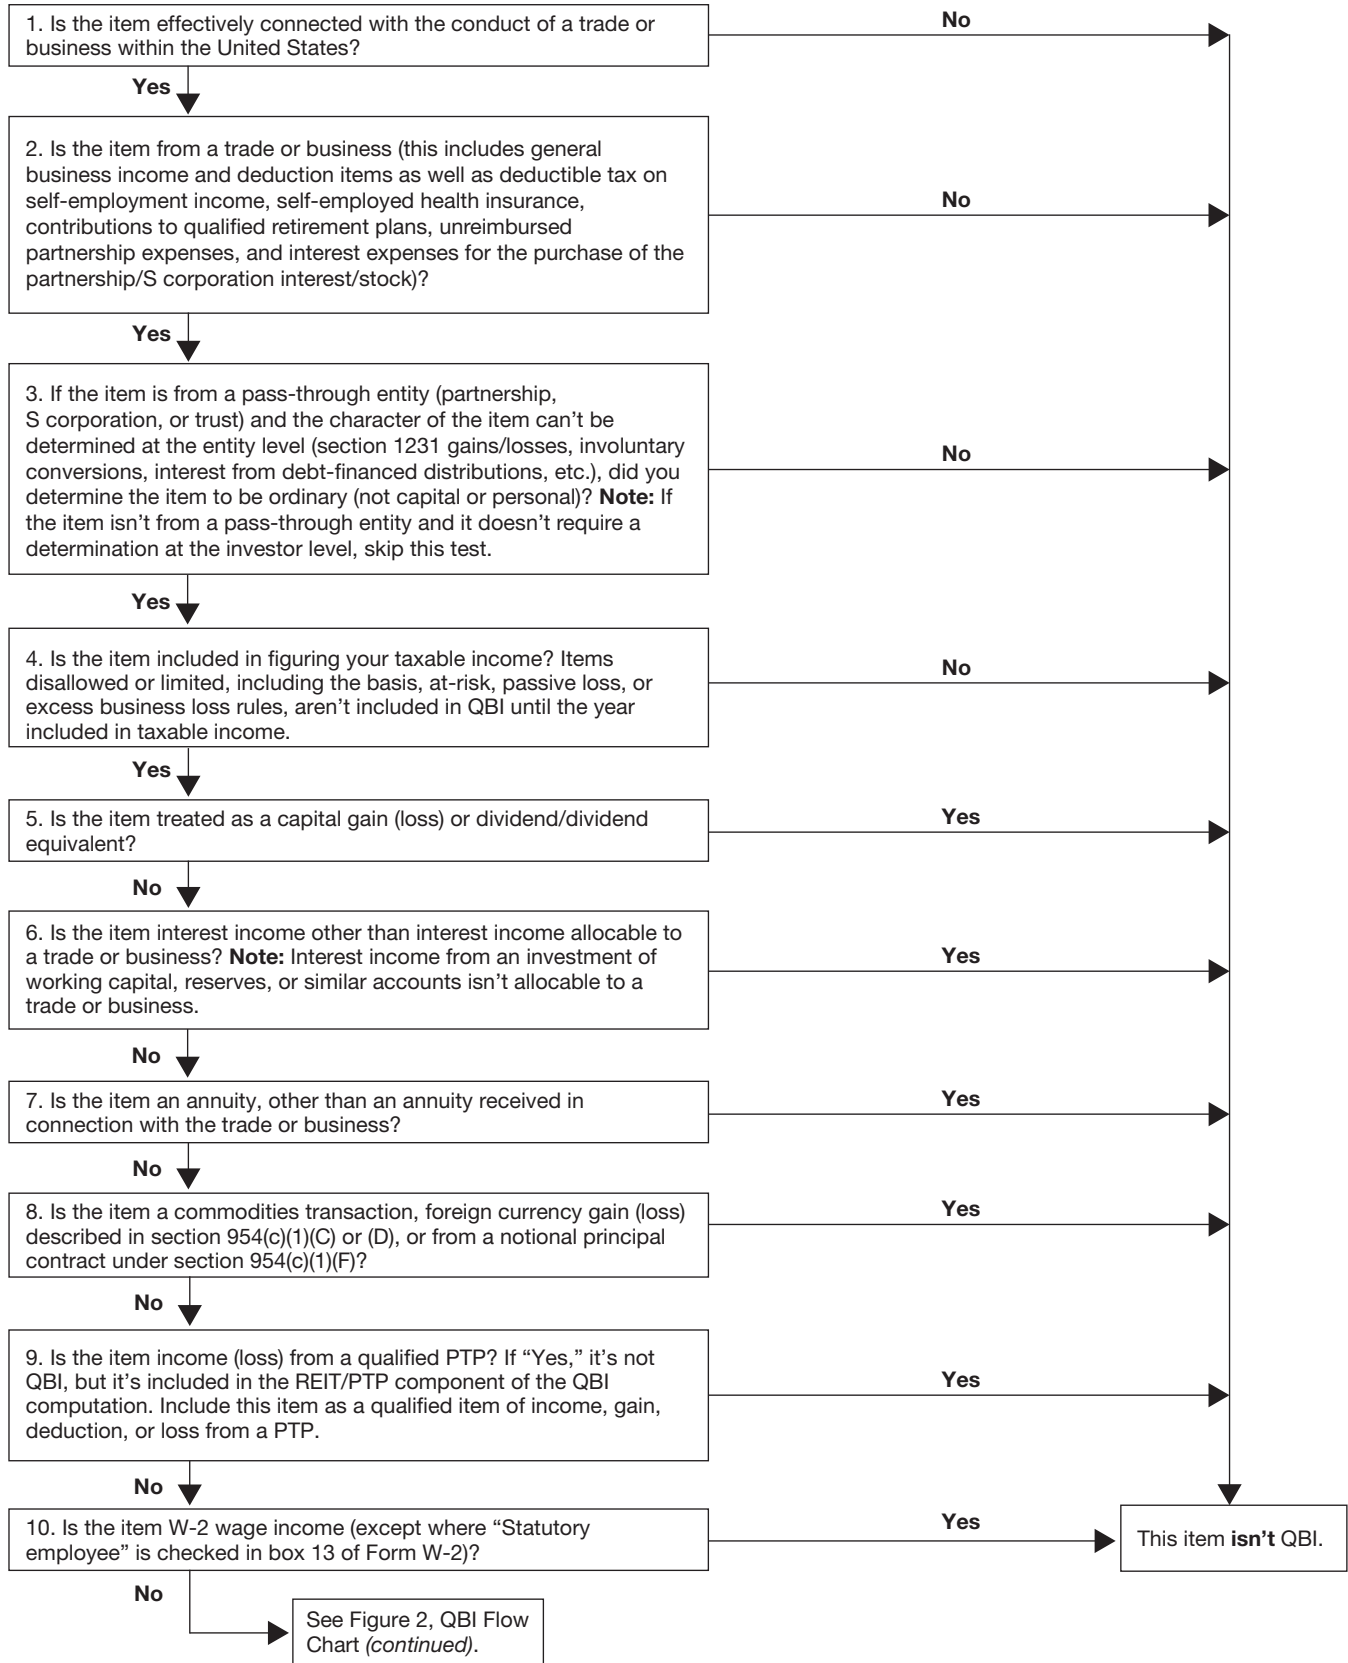 1. Is the item effectively connected with the conduct of a trade or
business within the United States?
No
Yes
2. Is the item from a trade or business (this includes general
business income and deduction items as well as deductible tax on
self-employment income, self-employed health insurance,
contributions to qualified retirement plans, unreimbursed
partnership expenses, and interest expenses for the purchase of the
partnership/S corporation interest/stock)?
No
Yes
3. If the item is from a pass-through entity (partnership,
S corporation, or trust) and the character of the item can’t be
determined at the entity level (section 1231 gains/losses, involuntary
conversions, interest from debt-financed distributions, etc.), did you
determine the item to be ordinary (not capital or personal)? Note: If
the item isn’t from a pass-through entity and it doesn’t require a
determination at the investor level, skip this test.
No
Yes
4. Is the item included in figuring your taxable income? Items
disallowed or limited, including the basis, at-risk, passive loss, or
excess business loss rules, aren’t included in QBI until the year
included in taxable income.
No
Yes
5. Is the item treated as a capital gain (loss) or dividend/dividend
equivalent?
Yes
No
6. Is the item interest income other than interest income allocable to
a trade or business? Note: Interest income from an investment of
working capital, reserves, or similar accounts isn’t allocable to a
trade or business.
Yes
No
7. Is the item an annuity, other than an annuity received in
connection with the trade or business?
Yes
No
8. Is the item a commodities transaction, foreign currency gain (loss)
described in section 954(c)(1)(C) or (D), or from a notional principal
contract under section 954(c)(1)(F)?
Yes
No
9. Is the item income (loss) from a qualified PTP? If “Yes,” it’s not
QBI, but it’s included in the REIT/PTP component of the QBI
computation. Include this item as a qualified item of income, gain,
deduction, or loss from a PTP.
Yes
No
10. Is the item W-2 wage income (except where “Statutory
employee” is checked in box 13 of Form W-2)?
Yes
This item isn’t QBI.
No
See Figure 2, QBI Flow
Chart (continued).